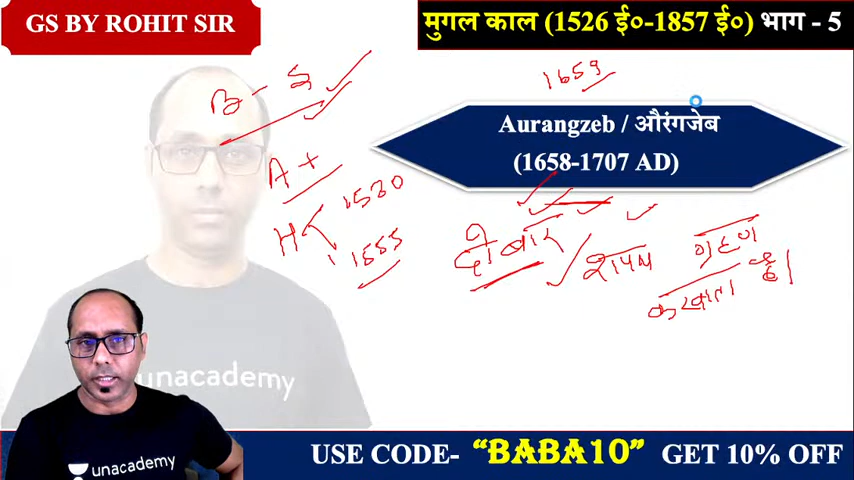 GS BY ROHIT SIR
मुगल काल (1526 ई०-1857 ई०) भाग - 5
1659
B - S
Aurangzeb / औरंगजेब
(1658-1707 AD)
A +
H 1530
1555
दो बार / शपथ ग्रहण
करवाता है।
unacademy
unacademy
USE CODE- “BABA10” GET 10% OFF